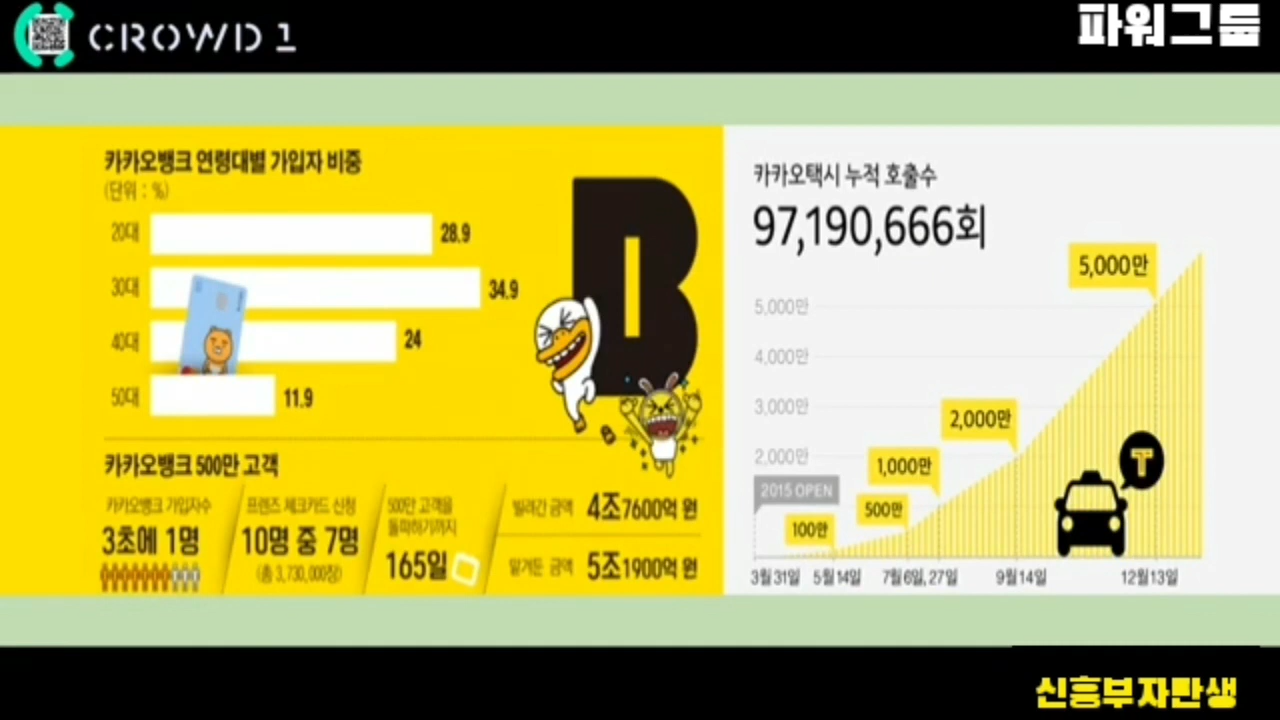 CROWD 1
파워그룹
카카오뱅크 연령대별 가입자 비중
(단위 : %)
20대 28.9
30대 34.9
40대 24
50대 11.9
B
카카오뱅크 500만 고객
카카오뱅크 가입자수
3초에 1명
프렌즈 체크카드 신청
10명 중 7명
(총 3,730,000장)
500만 고객을
돌파하기까지
165일
빌려간 금액 4조7600억 원
맡겨둔 금액 5조1900억 원
카카오택시 누적 호출수
97,190,666회
5,000만
5,000만
4,000만
3,000만
2,000만
2,000만
1,000만
2015 OPEN
500만
100만
T
3월 31일 5월 14일 7월 6일, 27일 9월 14일 12월 13일
신흥부자탄생